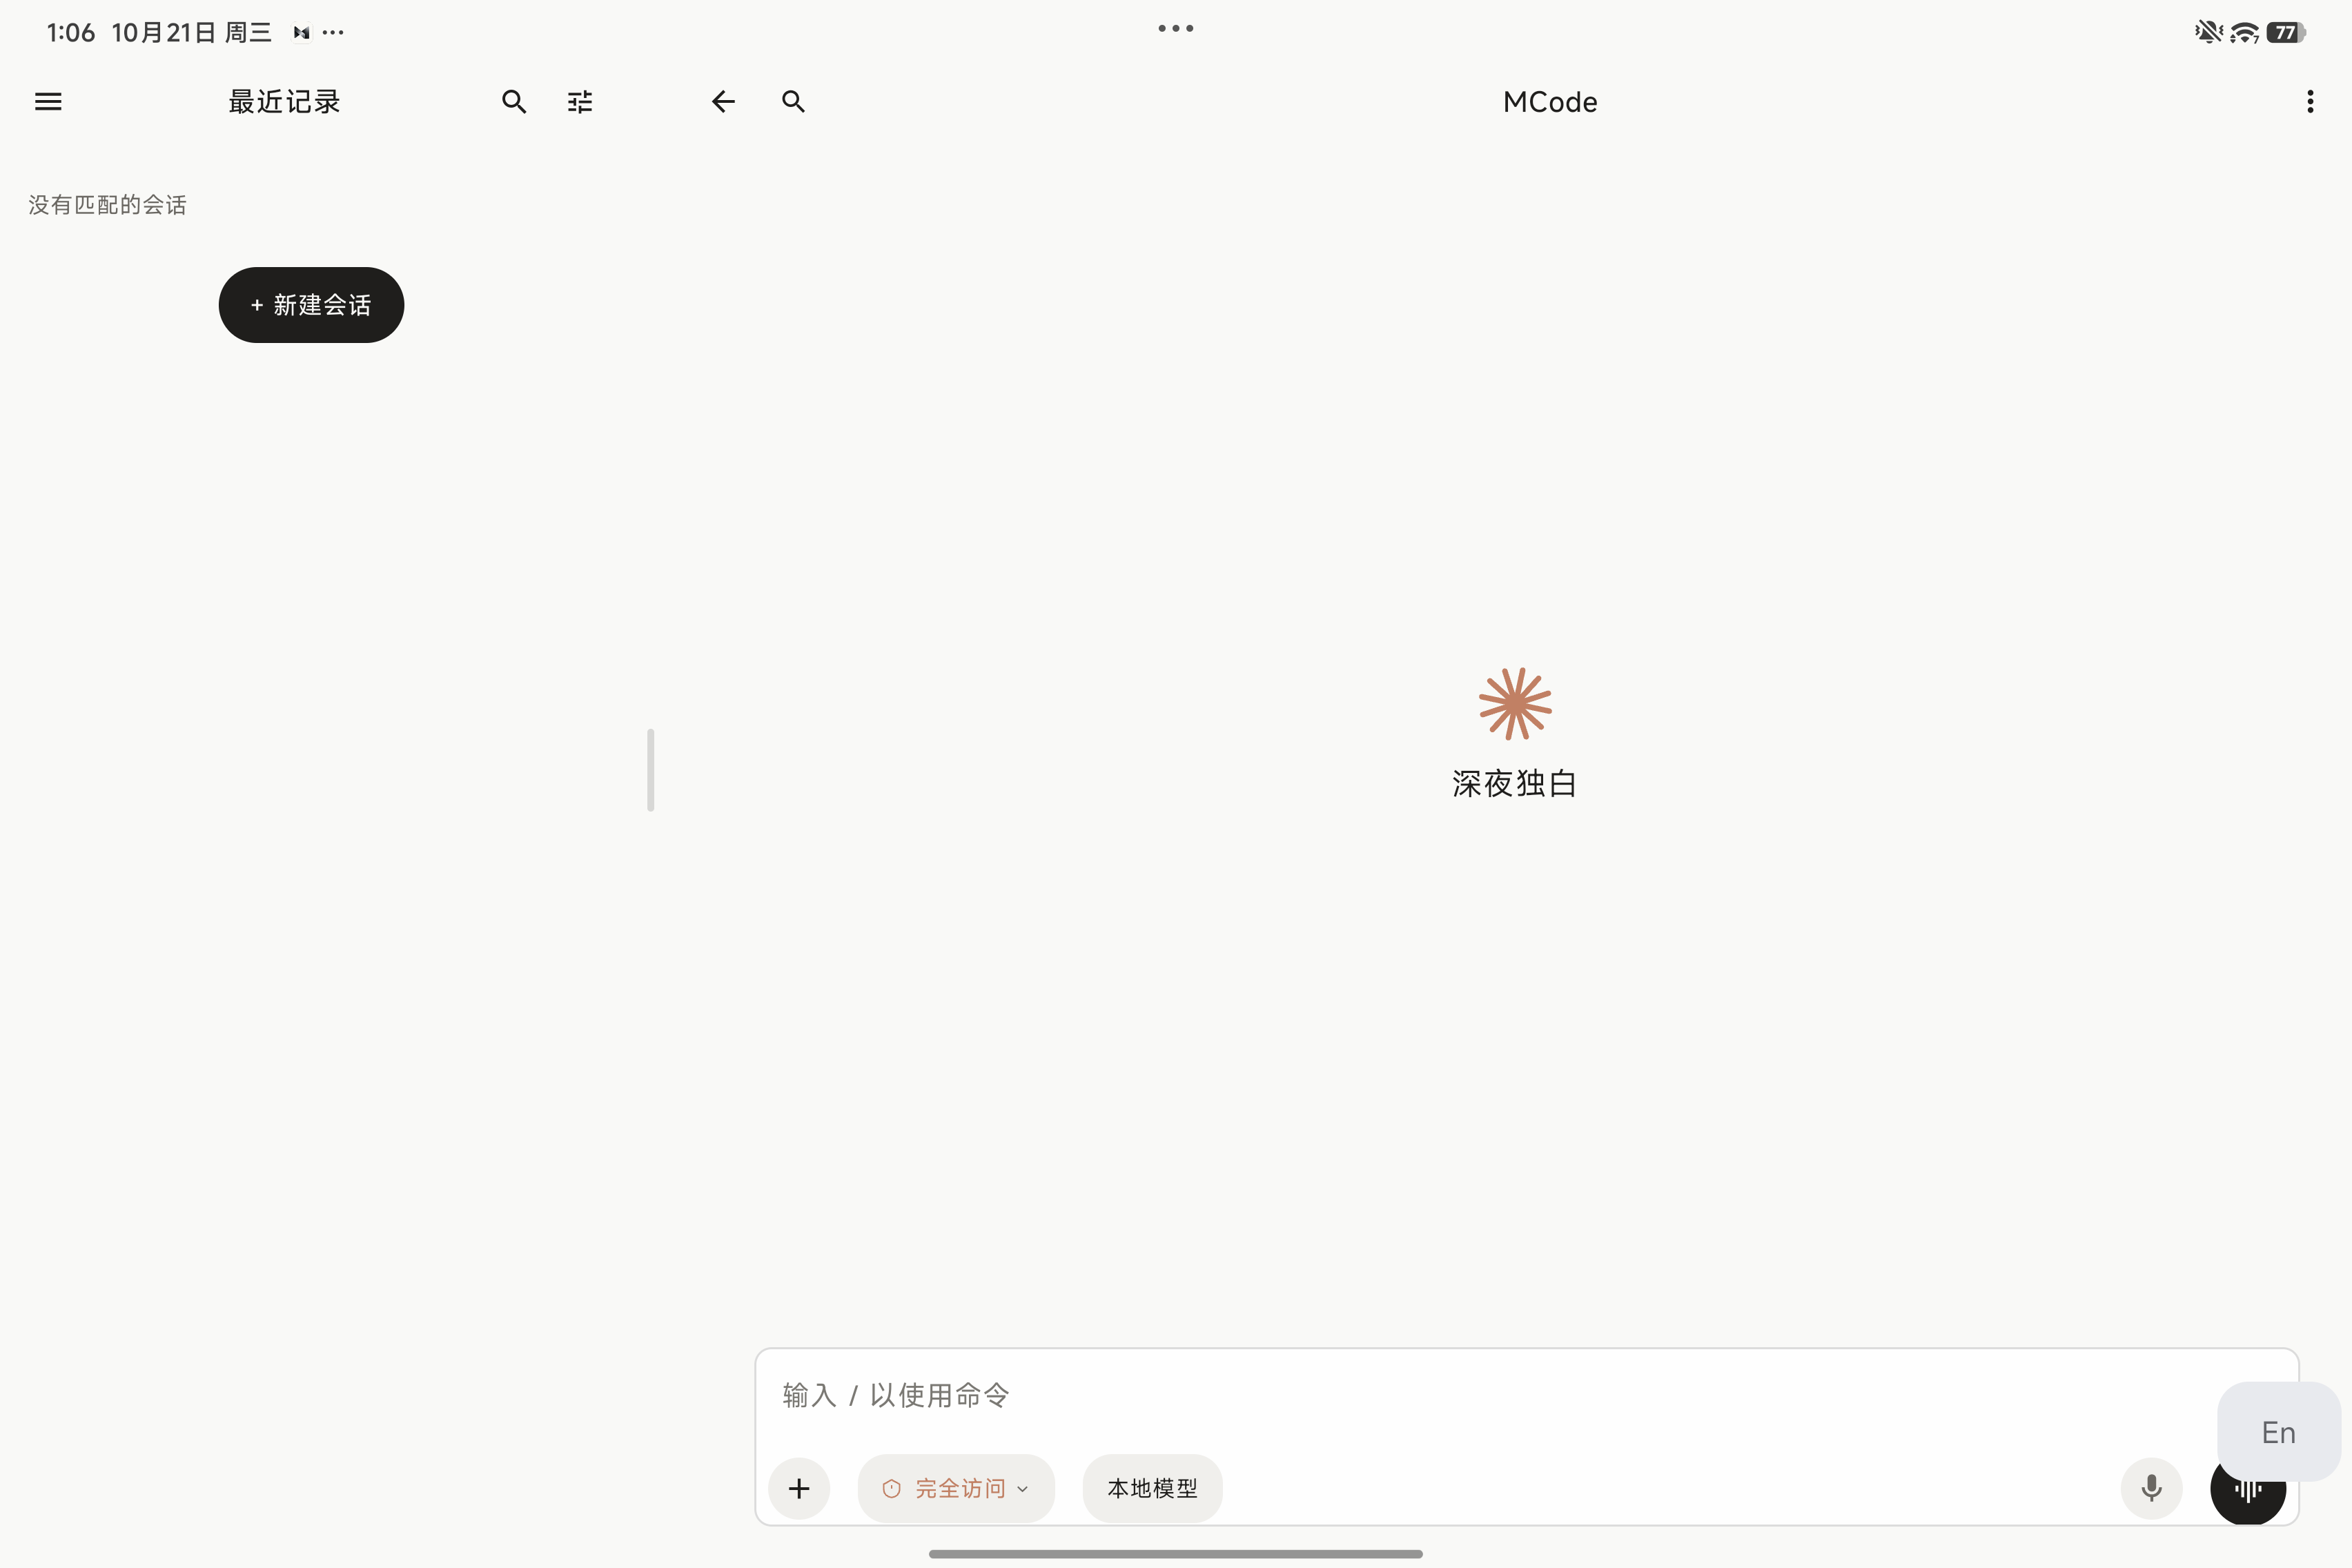 1:06 10月21日 周三
7 77
最近记录
MCode
没有匹配的会话
+ 新建会话
深夜独白
输入 / 以使用命令
En
完全访问
本地模型